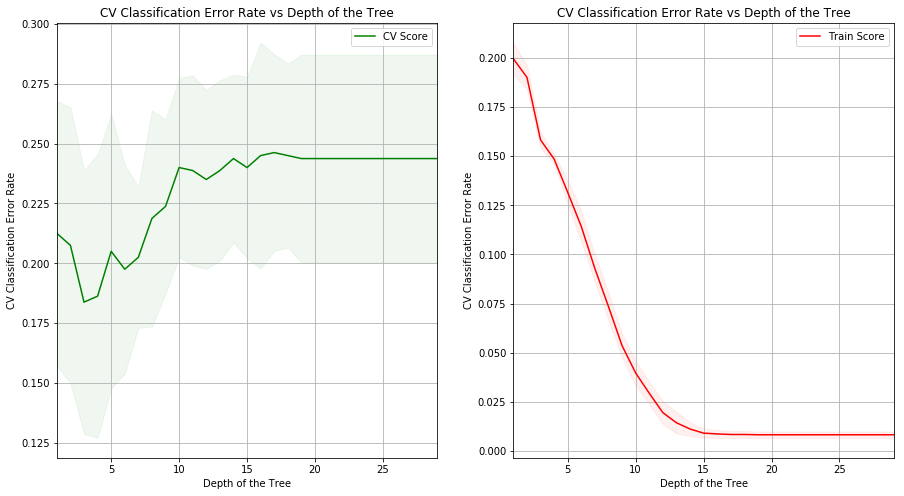 CV Classification Error Rate vs Depth of the Tree
CV Score
CV Classification Error Rate
0.300
0.275
0.250
0.225
0.200
0.175
0.150
0.125
5 10 15 20 25
Depth of the Tree
CV Classification Error Rate vs Depth of the Tree
Train Score
CV Classification Error Rate
0.200
0.175
0.150
0.125
0.100
0.075
0.050
0.025
0.000
5 10 15 20 25
Depth of the Tree